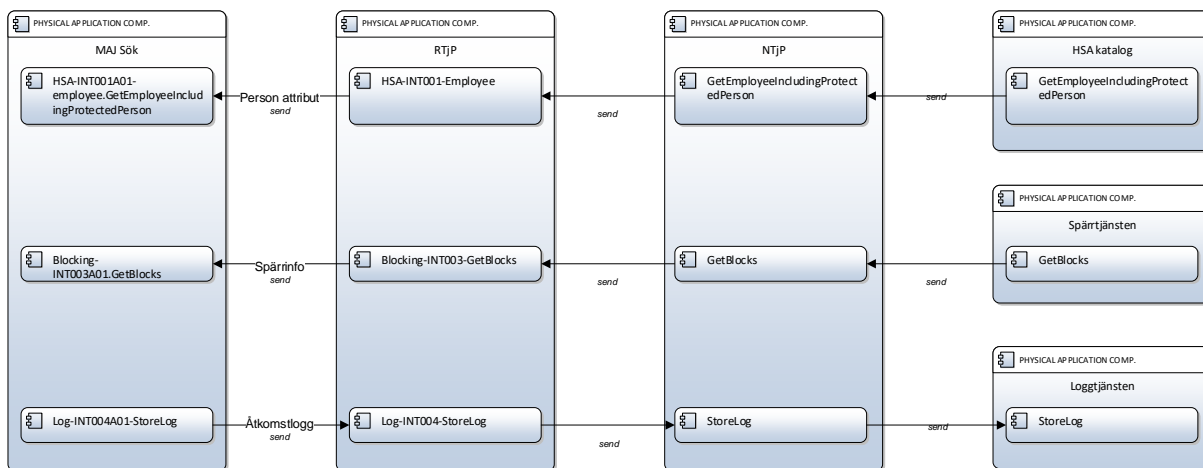 PHYSICAL APPLICATION COMP.
MAJ Sök
HSA-INT001A01-
employee.GetEmployeeInclud
ingProtectedPerson
Blocking-
INT003A01.GetBlocks
Log-INT004A01-StoreLog
Person attribut
send
Spärrinfo
send
Åtkomstlogg
send
PHYSICAL APPLICATION COMP.
RTjP
HSA-INT001-Employee
Blocking-INT003-GetBlocks
Log-INT004-StoreLog
send
send
send
PHYSICAL APPLICATION COMP.
NTjP
GetEmployeeIncludingProtect
edPerson
GetBlocks
StoreLog
send
send
send
PHYSICAL APPLICATION COMP.
HSA katalog
GetEmployeeIncludingProtect
edPerson
PHYSICAL APPLICATION COMP.
Spärrtjänsten
GetBlocks
PHYSICAL APPLICATION COMP.
Loggtjänsten
StoreLog